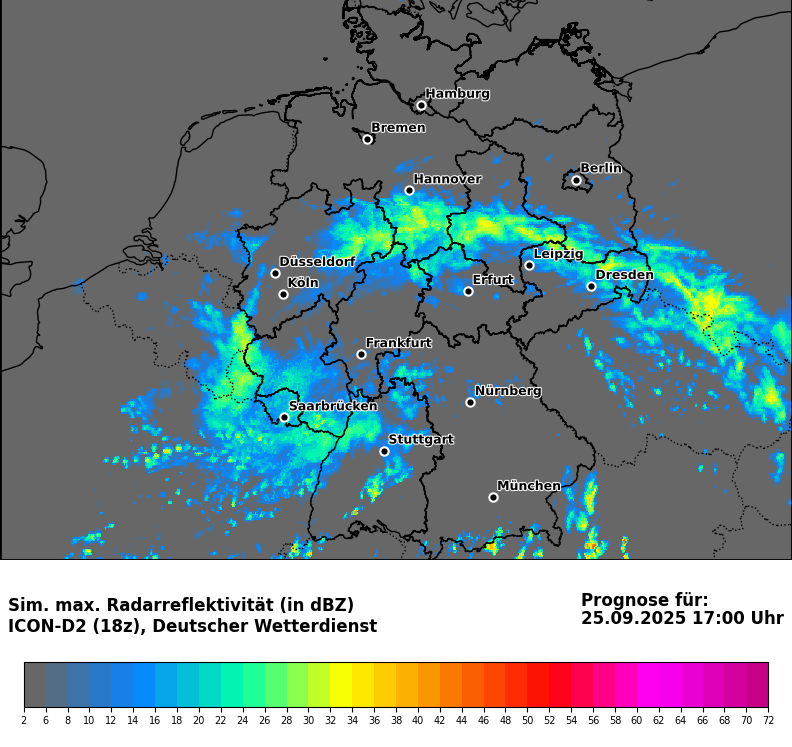 Hamburg
Bremen
Berlin
Hannover
Düsseldorf
Leipzig
Köln
Erfurt
Dresden
Frankfurt
Nürnberg
Saarbrücken
Stuttgart
München
Sim. max. Radarreflektivität (in dBZ)
ICON-D2 (18z), Deutscher Wetterdienst
Prognose für:
25.09.2025 17:00 Uhr
2 6 8 10 12 14 16 18 20 22 24 26 28 30 32 34 36 38 40 42 44 46 48 50 52 54 56 58 60 62 64 66 68 70 72